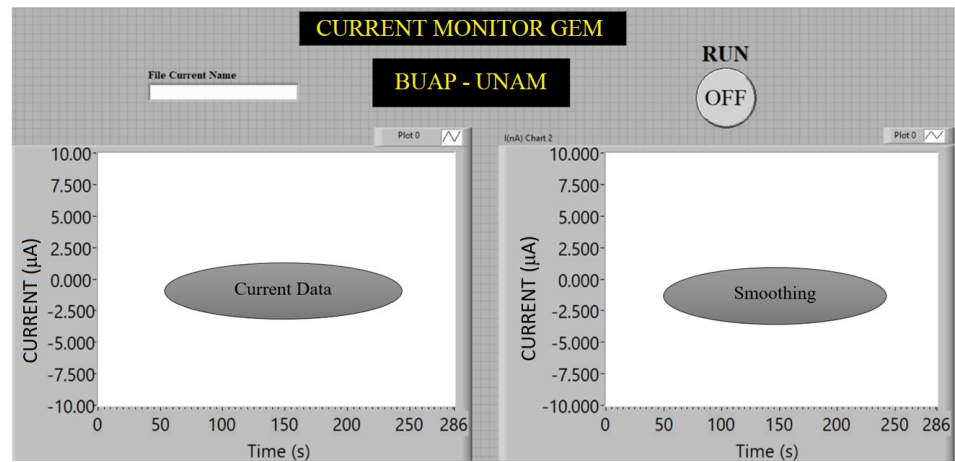 CURRENT MONITOR GEM
BUAP - UNAM
RUN
OFF
File Current Name
Plot 0
CURRENT (μA)
10.00
7.500
5.000
2.500
0.000
-2.500
-5.000
-7.500
-10.00
Current Data
0 50 100 150 200 250 286
Time (s)
I(nA) Chart 2
Plot 0
CURRENT (μA)
10.000
7.500
5.000
2.500
0.000
-2.500
-5.000
-7.500
-10.000
Smoothing
0 50 100 150 200 250 286
Time (s)